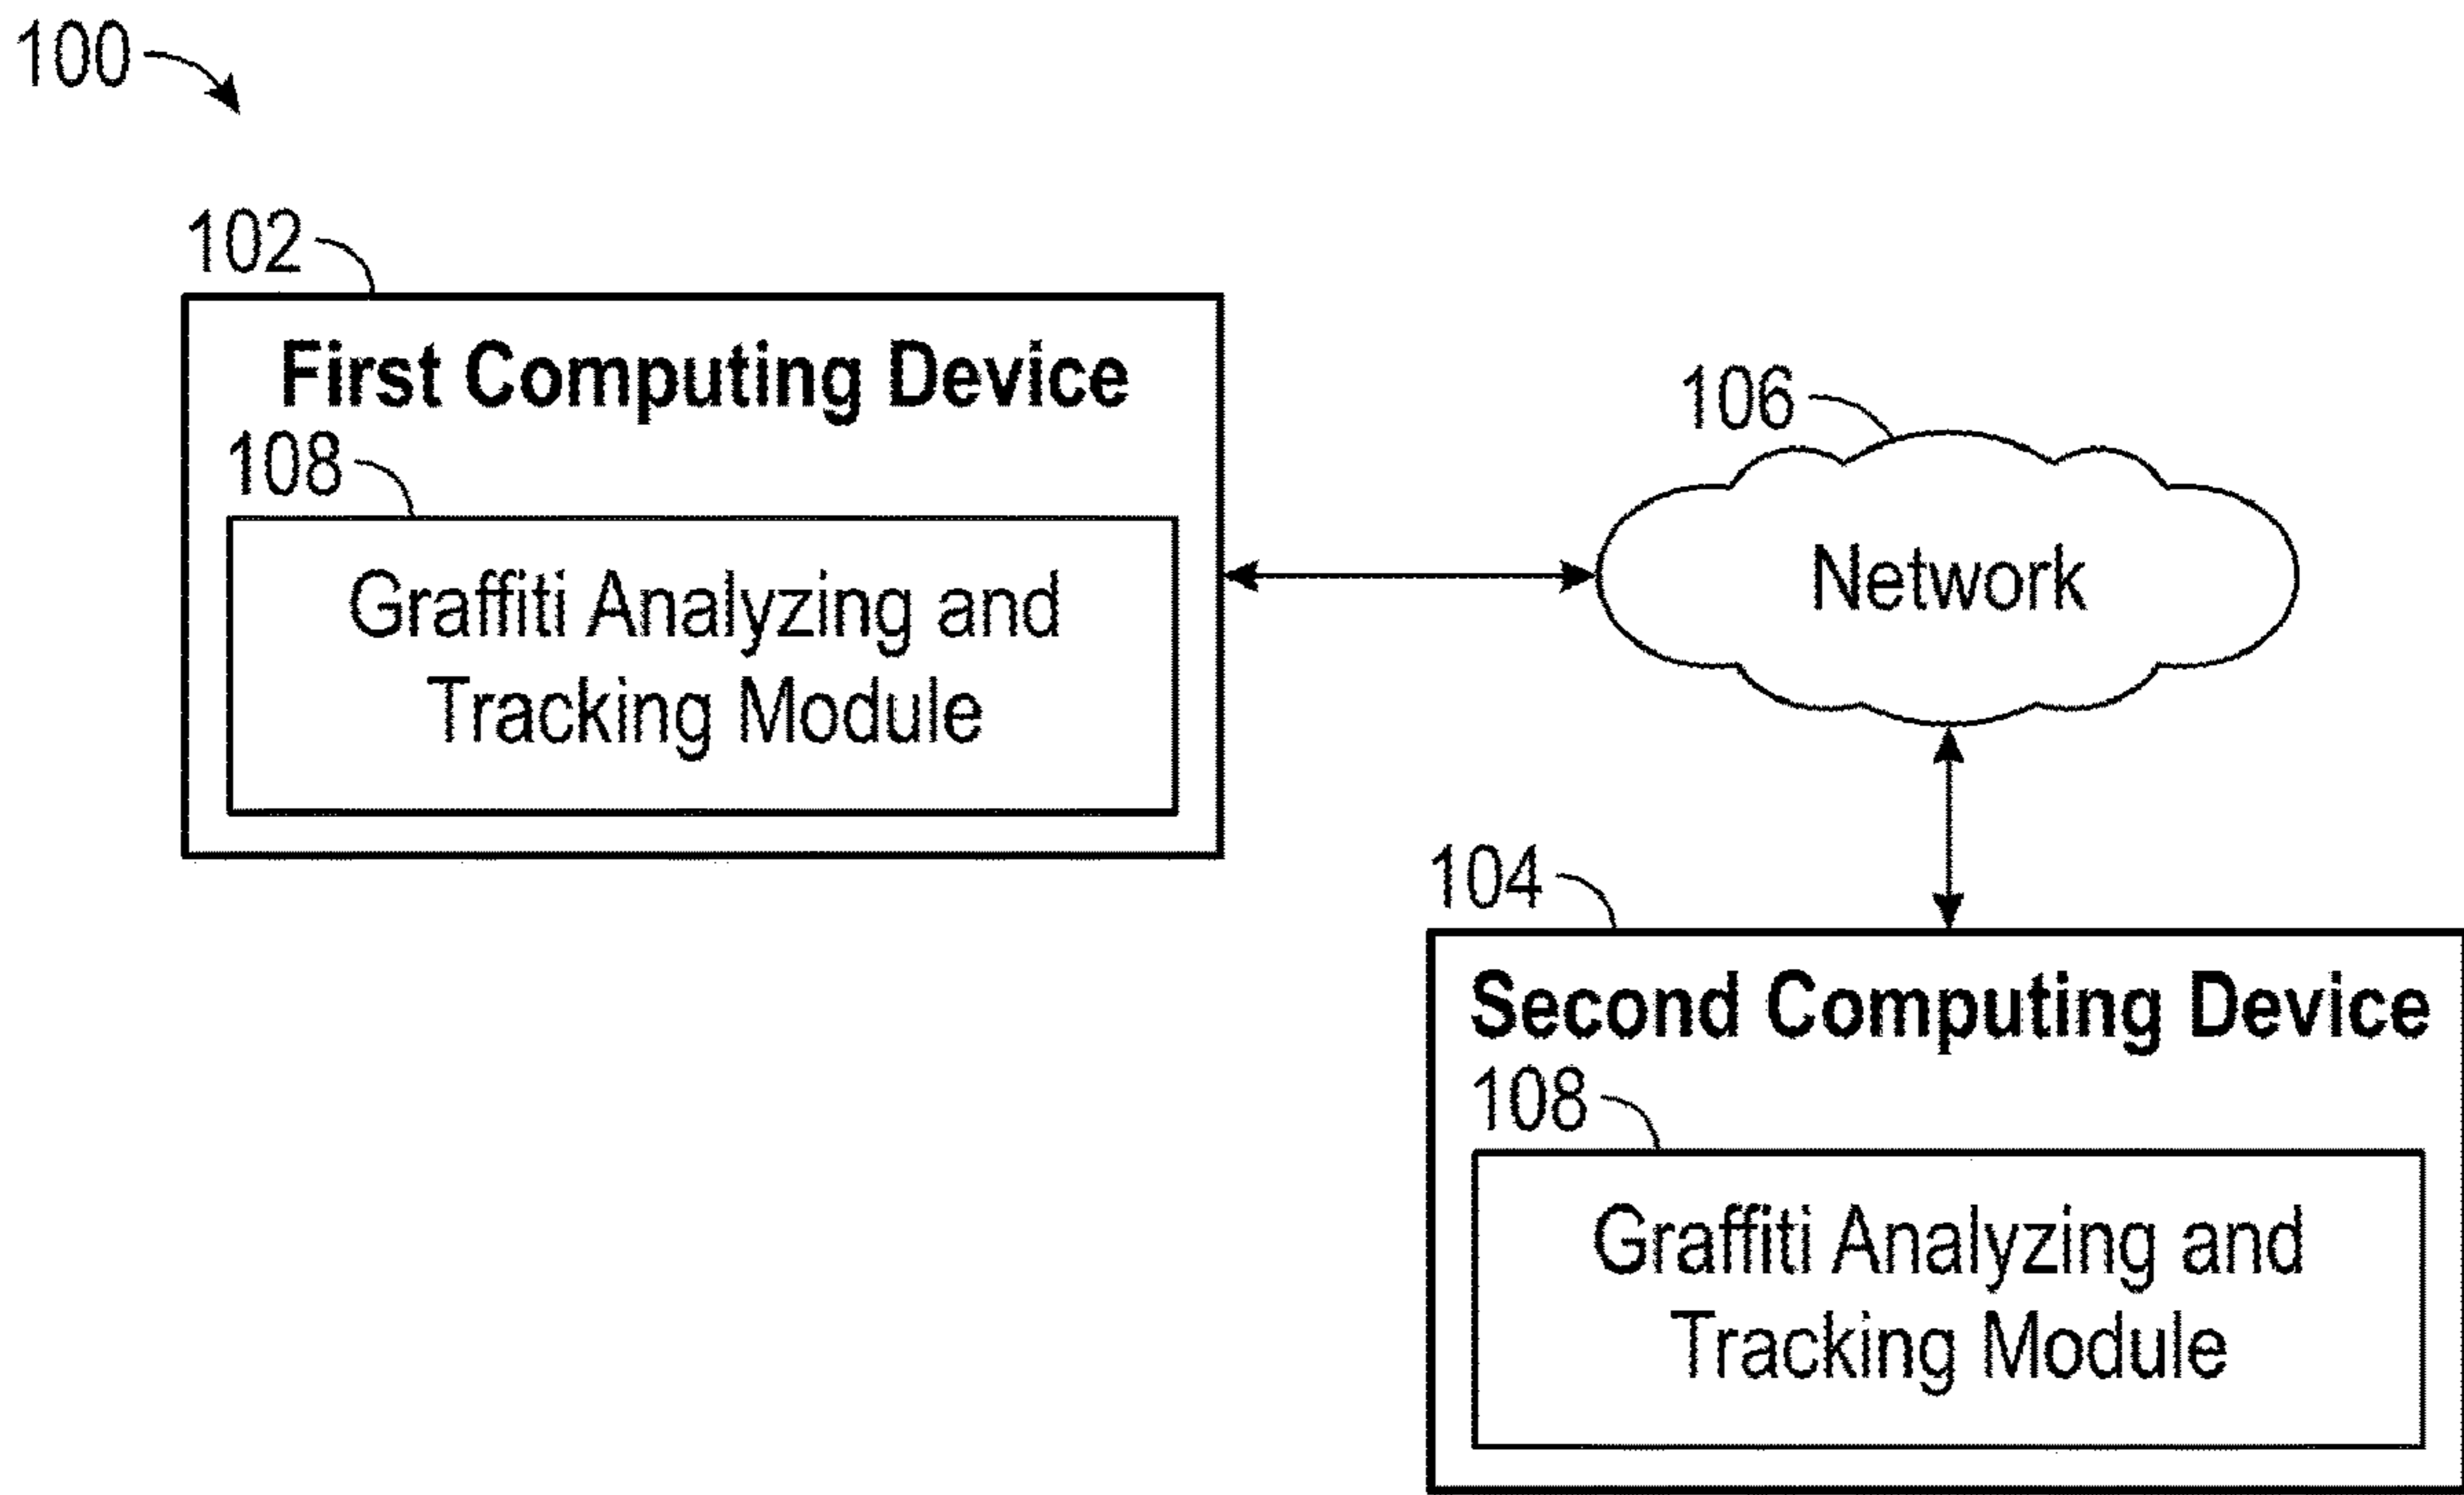 100
102
First Computing Device
108
Graffiti Analyzing and
Tracking Module
106
Network
104
Second Computing Device
108
Graffiti Analyzing and
Tracking Module